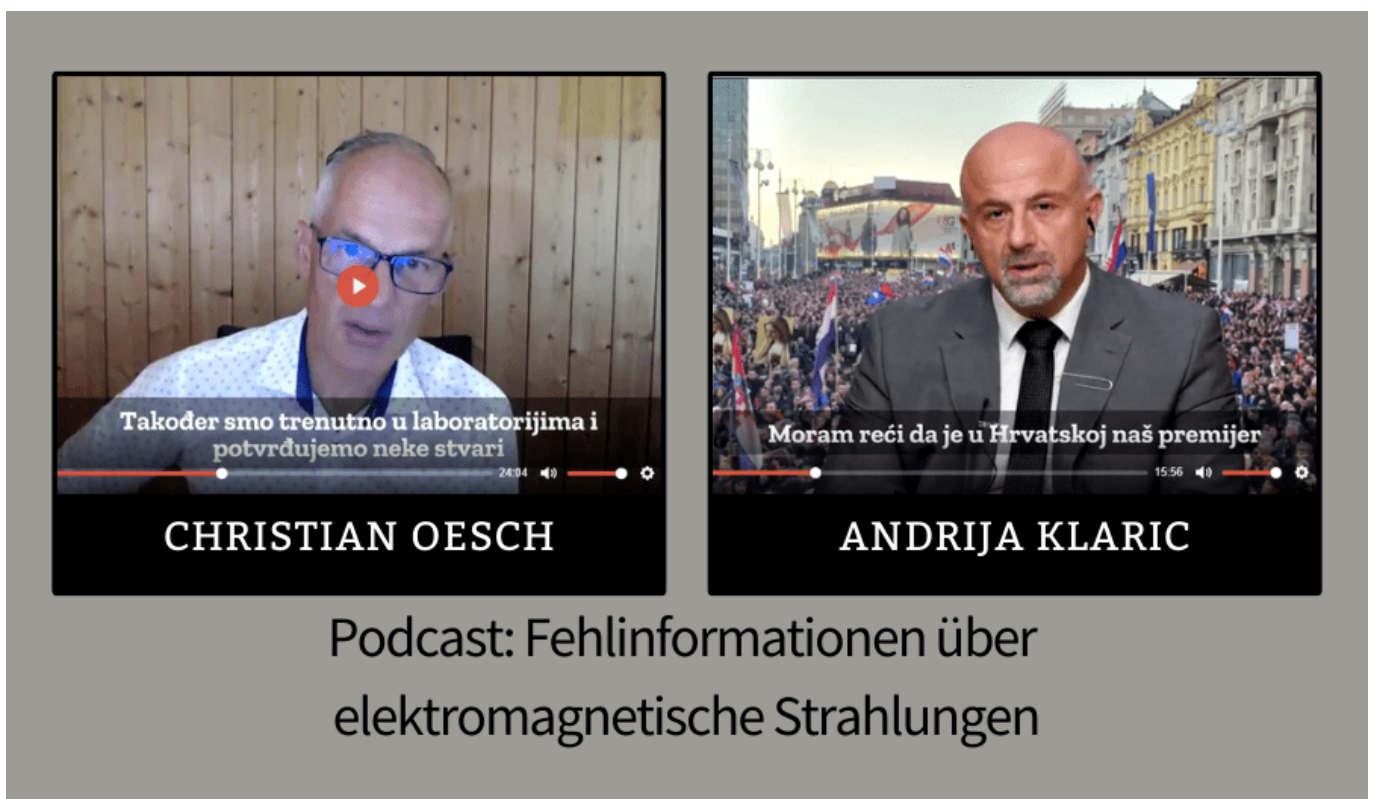 Također smo trenutno u laboratorijima i
potvrđujemo neke stvari
24:04
CHRISTIAN OESCH
Moram reći da je u Hrvatskoj naš premijer
15:56
ANDRIJA KLARIC
Podcast: Fehlinformationen über
elektromagnetische Strahlungen